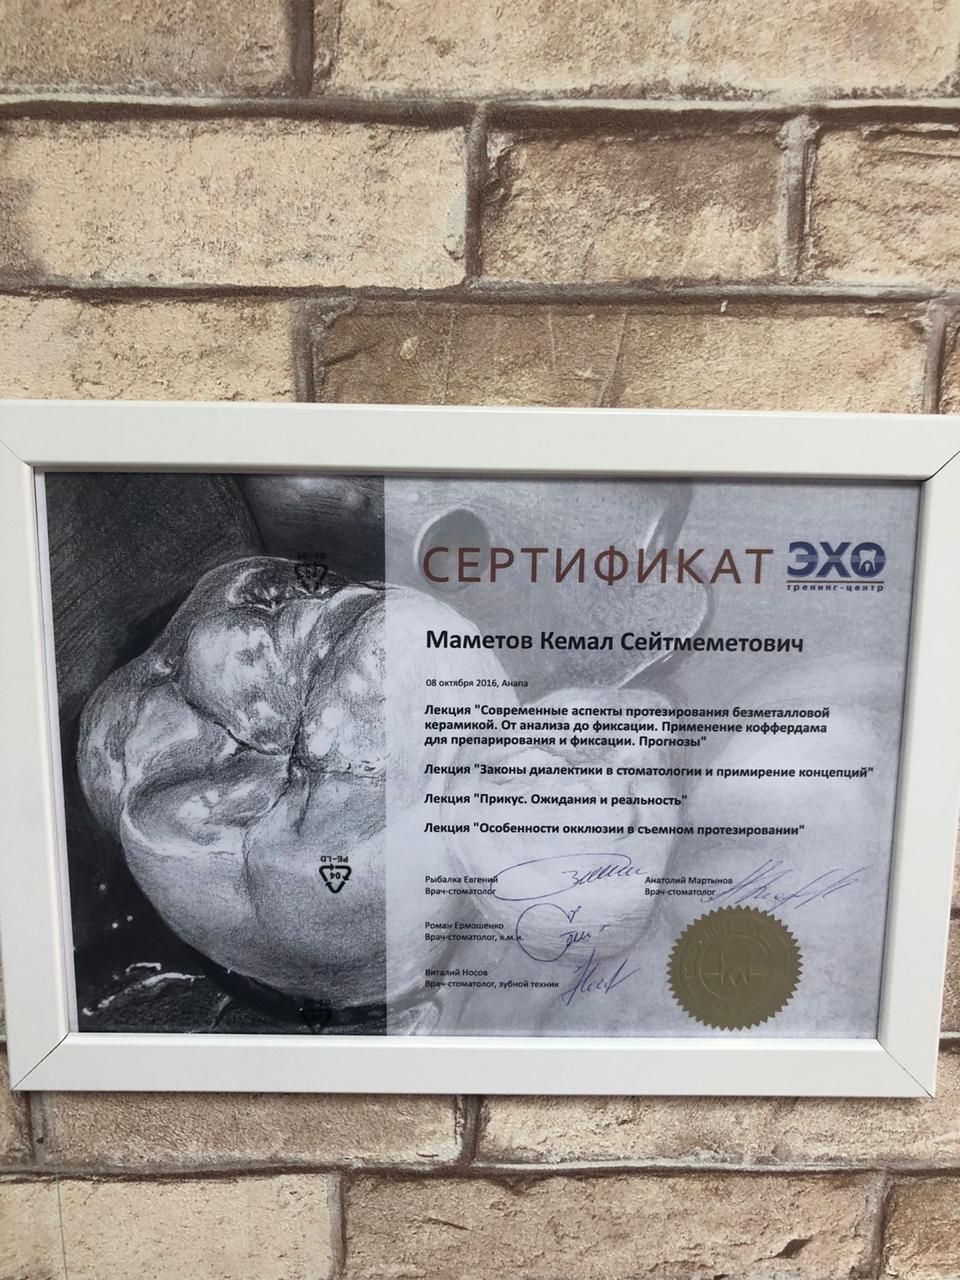 СЕРТИФИКАТ ЭХО
тренинг-центр
Маметов Кемал Сейтмеметович
08 октября 2016, Анапа
Лекция "Современные аспекты протезирования безметалловой
керамикой. От анализа до фиксации. Применение коффердама
для препарирования и фиксации. Прогнозы"
Лекция "Законы диалектики в стоматологии и примирение концепций"
Лекция "Прикус. Ожидания и реальность"
Лекция "Особенности окклюзии в съемном протезировании"
Рыбалка Евгений
Врач-стоматолог
Анатолий Мартынов
Врач-стоматолог
Роман Ермошенко
Врач-стоматолог, к.м.н.
Виталий Носов
Врач-стоматолог, зубной техник
PE-LD
04
PE-LD